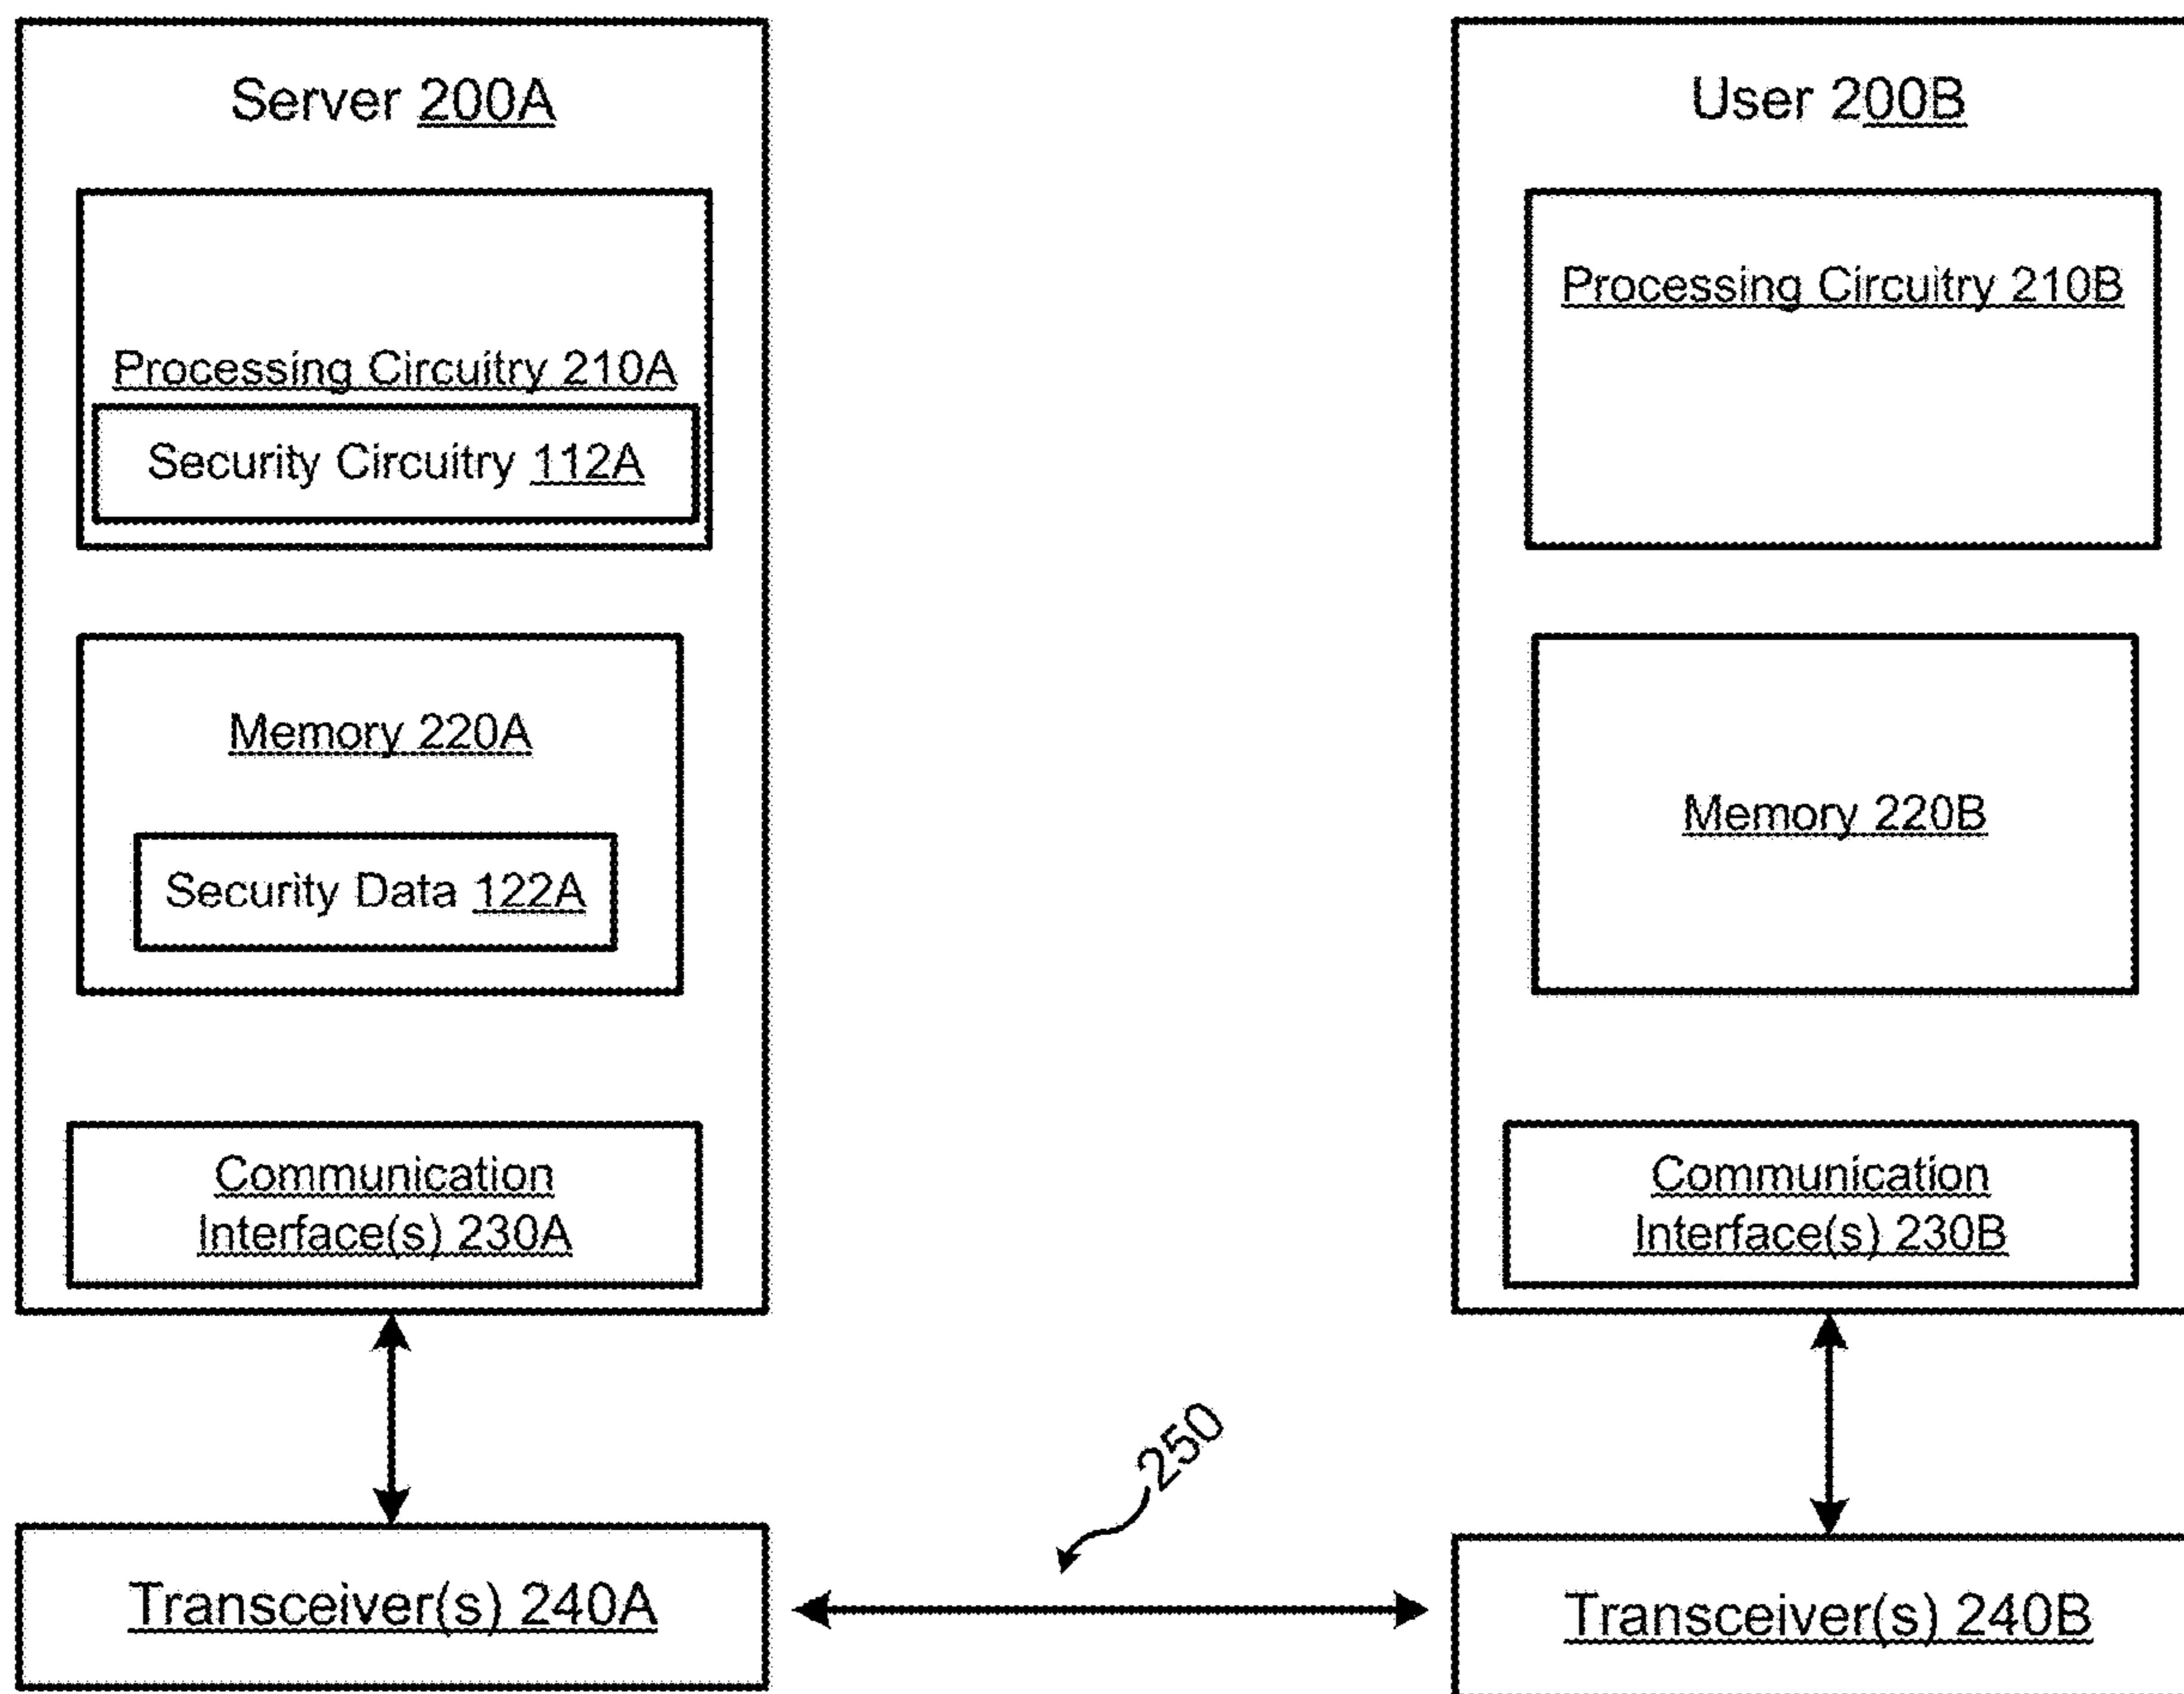 Server 200A
Processing Circuitry 210A
Security Circuitry 112A
Memory 220A
Security Data 122A
Communication
Interface(s) 230A
Transceiver(s) 240A
250
User 200B
Processing Circuitry 210B
Memory 220B
Communication
Interface(s) 230B
Transceiver(s) 240B